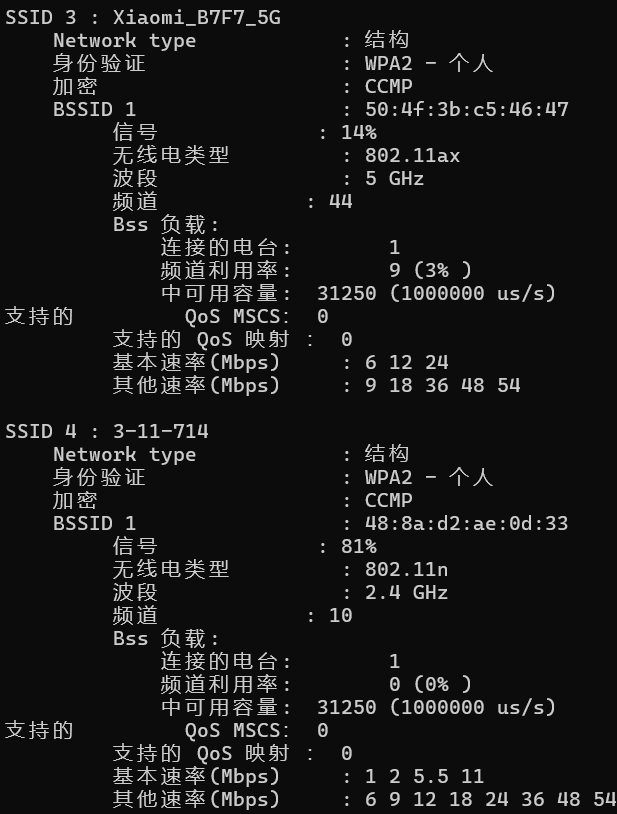 SSID 3 : Xiaomi_B7F7_5G
    Network type            : 结构
    身份验证                 : WPA2 - 个人
    加密                     : CCMP
    BSSID 1                 : 50:4f:3b:c5:46:47
         信号             : 14%
         无线电类型         : 802.11ax
         波段               : 5 GHz
         频道            : 44
         Bss 负载:
             连接的电台:        1
             频道利用率:        9 (3% )
             中可用容量:  31250 (1000000 us/s)
支持的         QoS MSCS:  0
         支持的 QoS 映射 :  0
         基本速率(Mbps)     : 6 12 24
         其他速率(Mbps)     : 9 18 36 48 54
SSID 4 : 3-11-714
    Network type            : 结构
    身份验证                 : WPA2 - 个人
    加密                     : CCMP
    BSSID 1                 : 48:8a:d2:ae:0d:33
         信号             : 81%
         无线电类型         : 802.11n
         波段               : 2.4 GHz
         频道            : 10
         Bss 负载:
             连接的电台:        1
             频道利用率:        0 (0% )
             中可用容量:  31250 (1000000 us/s)
支持的         QoS MSCS:  0
         支持的 QoS 映射 :  0
         基本速率(Mbps)     : 1 2 5.5 11
         其他速率(Mbps)     : 6 9 12 18 24 36 48 54